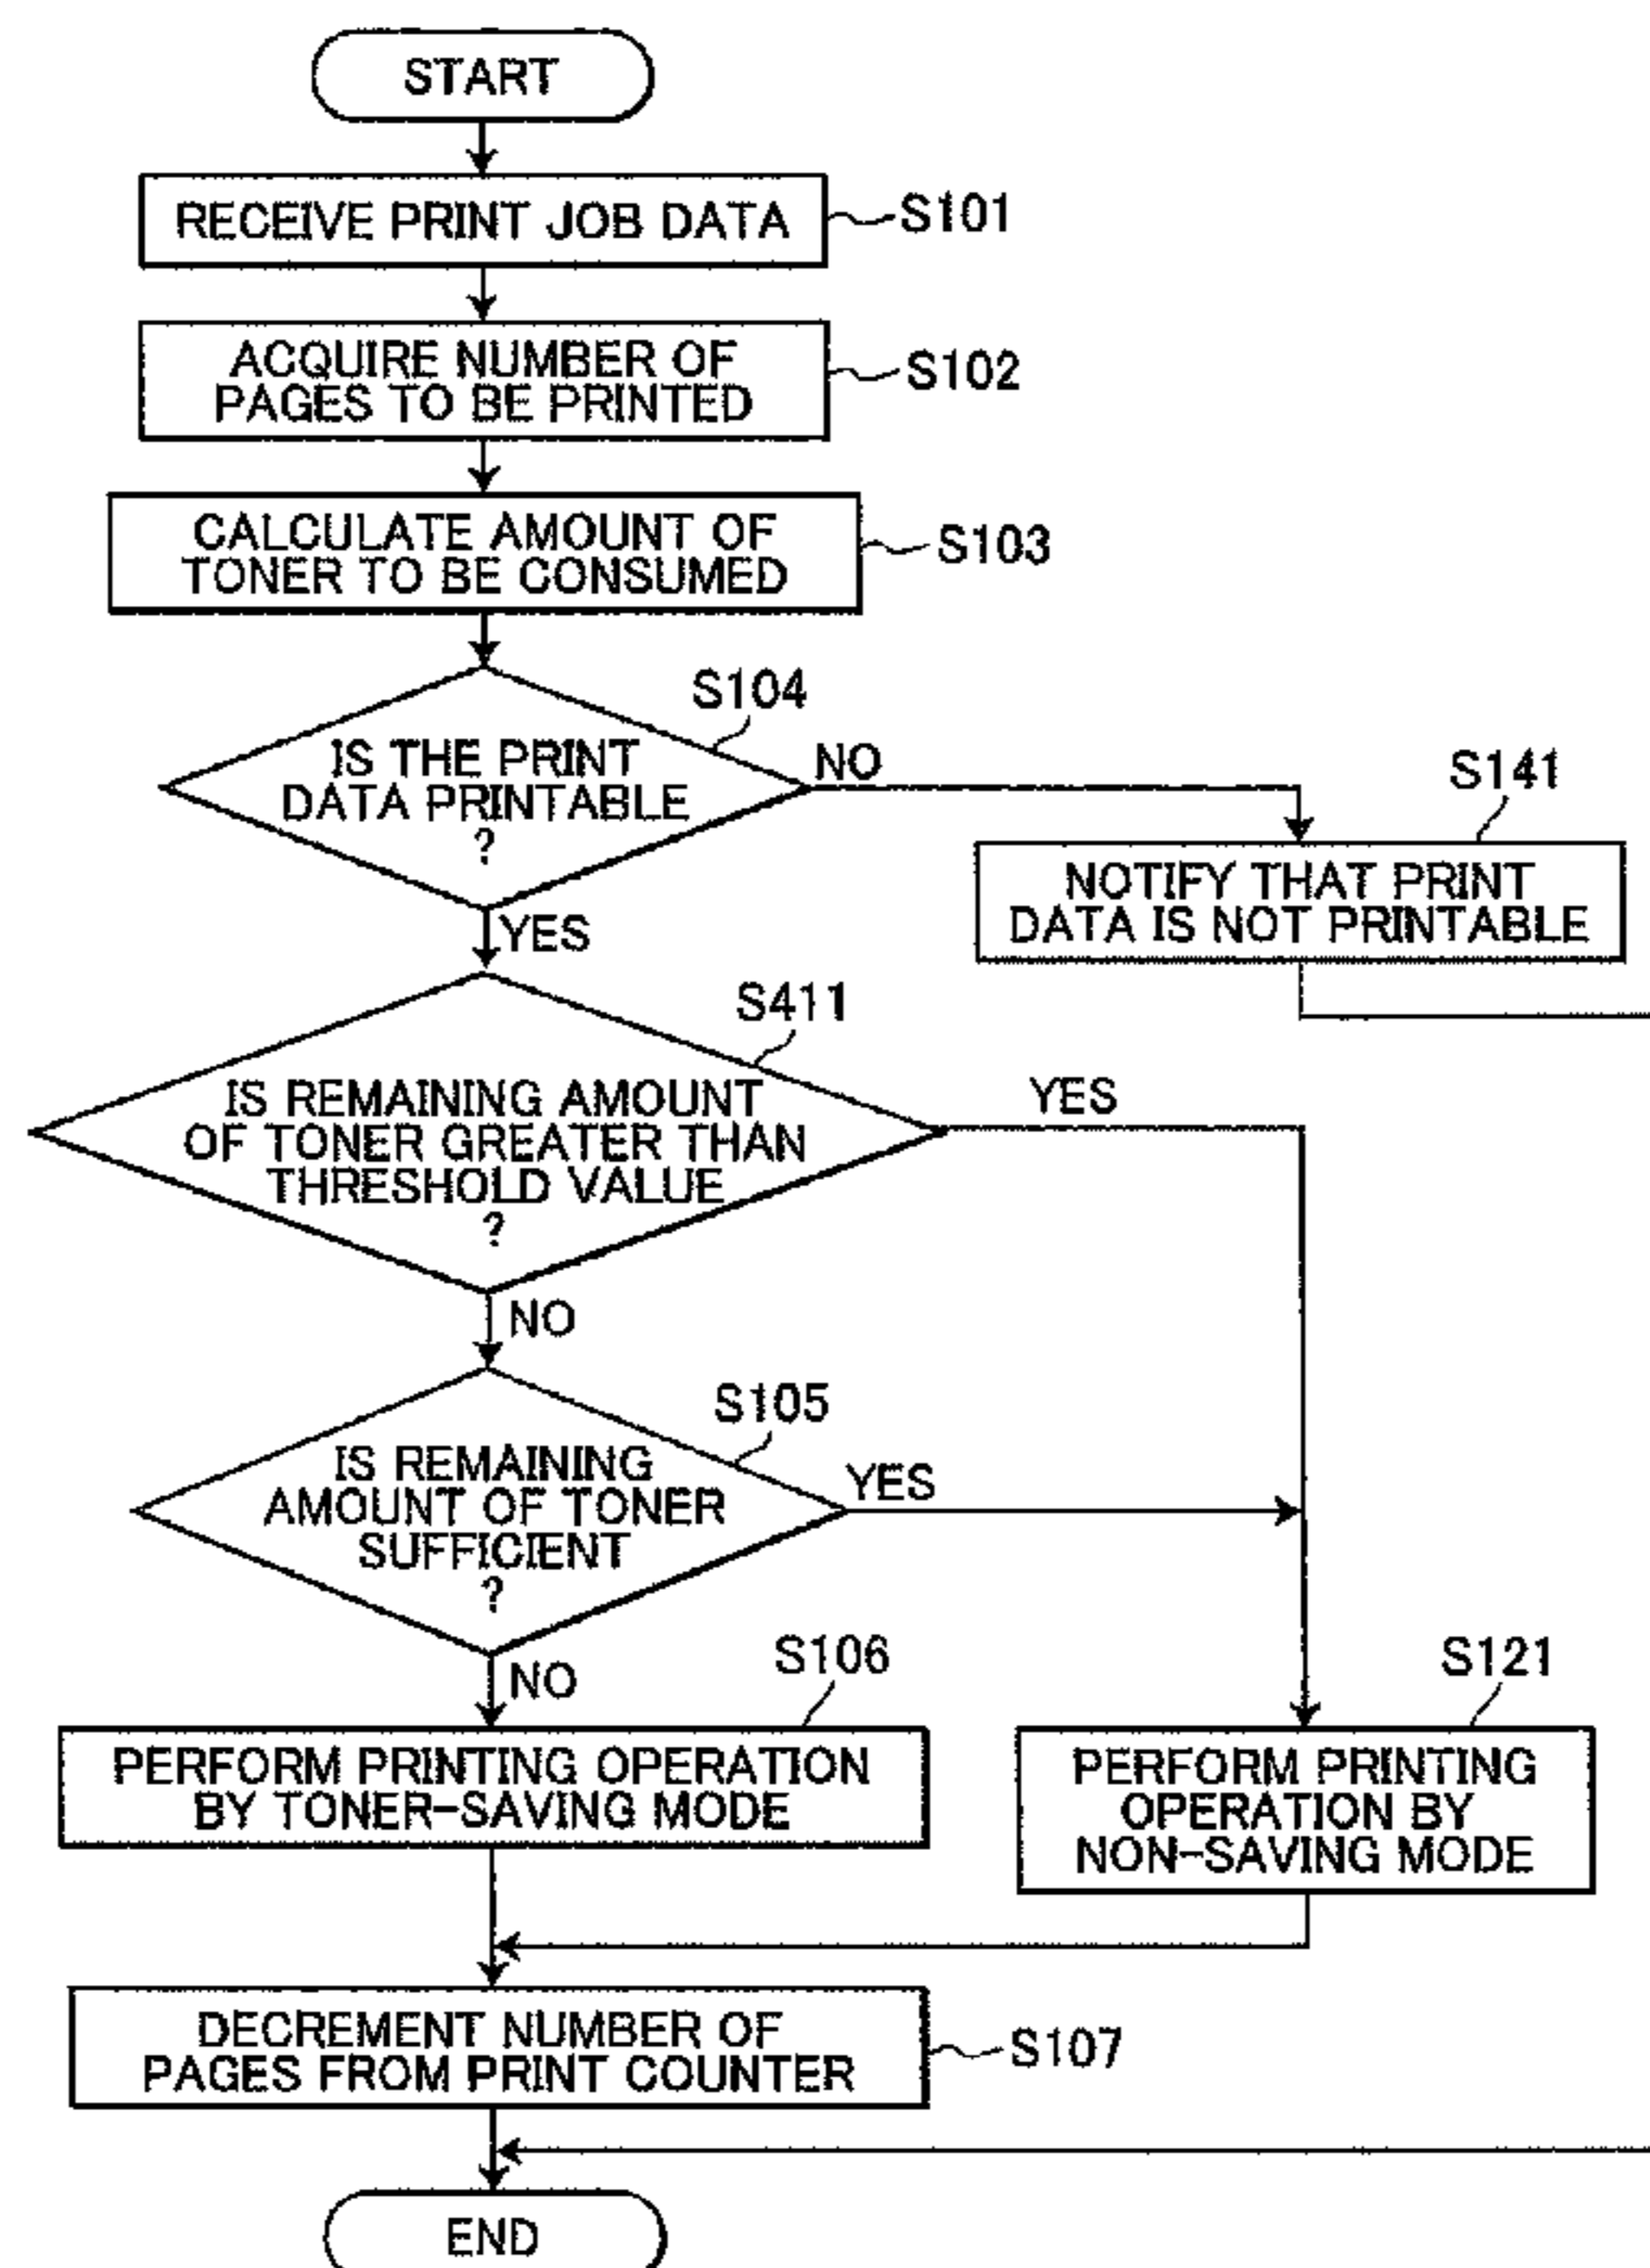 START
RECEIVE PRINT JOB DATA
S101
ACQUIRE NUMBER OF
PAGES TO BE PRINTED
S102
CALCULATE AMOUNT OF
TONER TO BE CONSUMED
S103
S104
IS THE PRINT
DATA PRINTABLE
?
NO
YES
S141
NOTIFY THAT PRINT
DATA IS NOT PRINTABLE
S411
IS REMAINING AMOUNT
OF TONER GREATER THAN
THRESHOLD VALUE
?
YES
NO
S105
IS REMAINING
AMOUNT OF TONER
SUFFICIENT
?
YES
NO
S106
PERFORM PRINTING OPERATION
BY TONER-SAVING MODE
S121
PERFORM PRINTING
OPERATION BY
NON-SAVING MODE
DECREMENT NUMBER OF
PAGES FROM PRINT COUNTER
S107
END